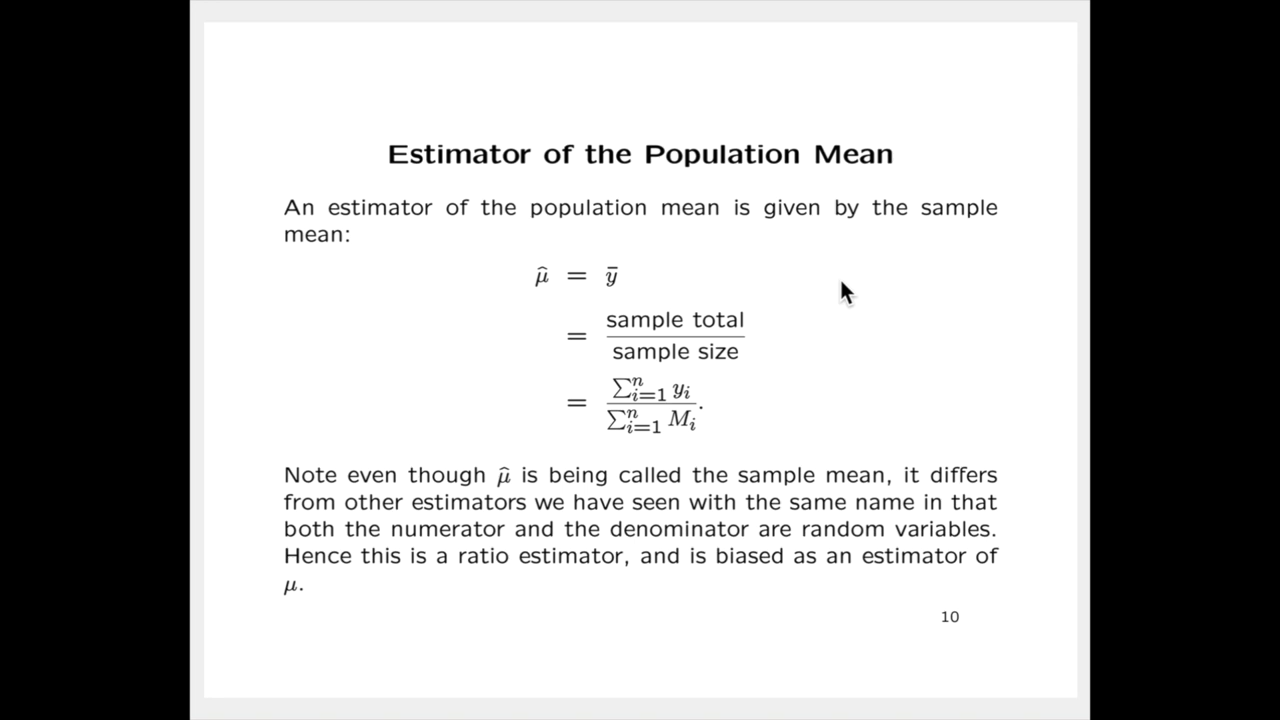 Estimator of the Population Mean
An estimator of the population mean is given by the sample
mean:
μ̂ = ȳ
= sample total / sample size
= ∑ⁿᵢ₌₁ yᵢ / ∑ⁿᵢ₌₁ Mᵢ.
Note even though μ̂ is being called the sample mean, it differs
from other estimators we have seen with the same name in that
both the numerator and the denominator are random variables.
Hence this is a ratio estimator, and is biased as an estimator of
μ.
10